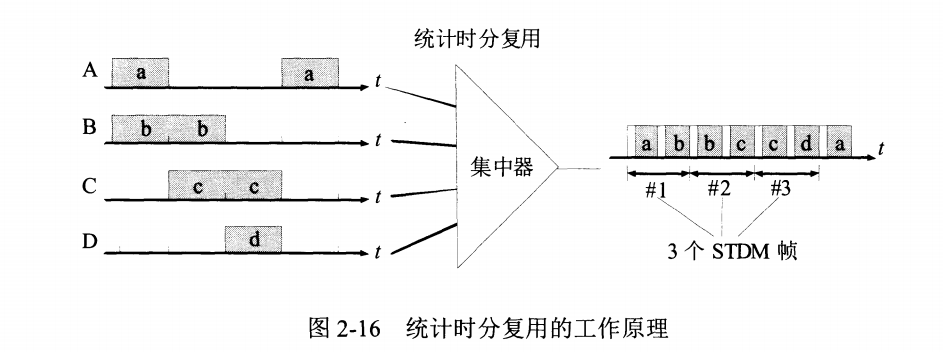 统计时分复用
A a a t
B b b t
C c c t
D d t
集中器
a b b c c d a t
#1 #2 #3
3 个 STDM 帧
图 2-16 统计时分复用的工作原理